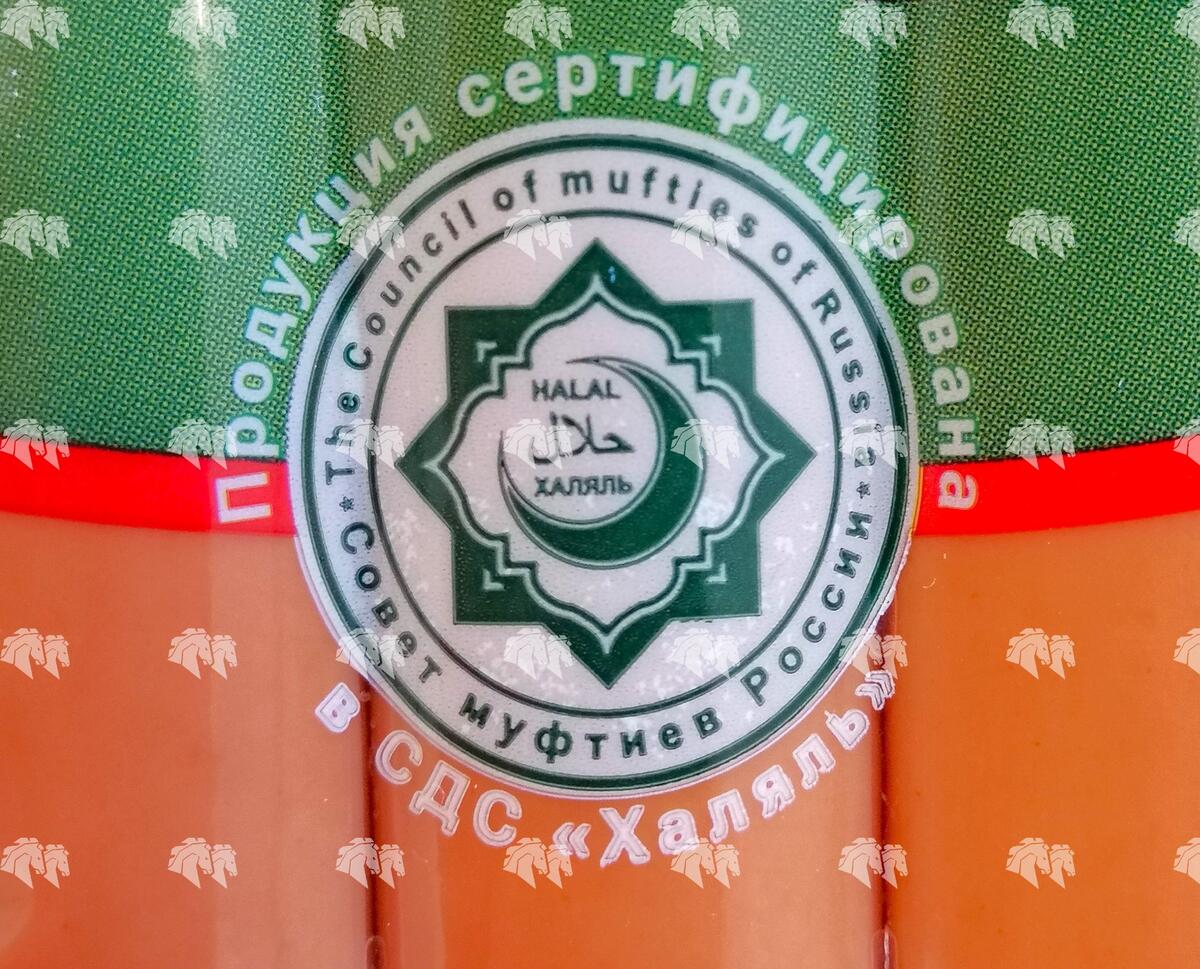 Продукция сертифицирована
The Council of mufties of Russia
HALAL
حلال
ХАЛЯЛЬ
Совет муфтиев России
в СДС «Халяль»